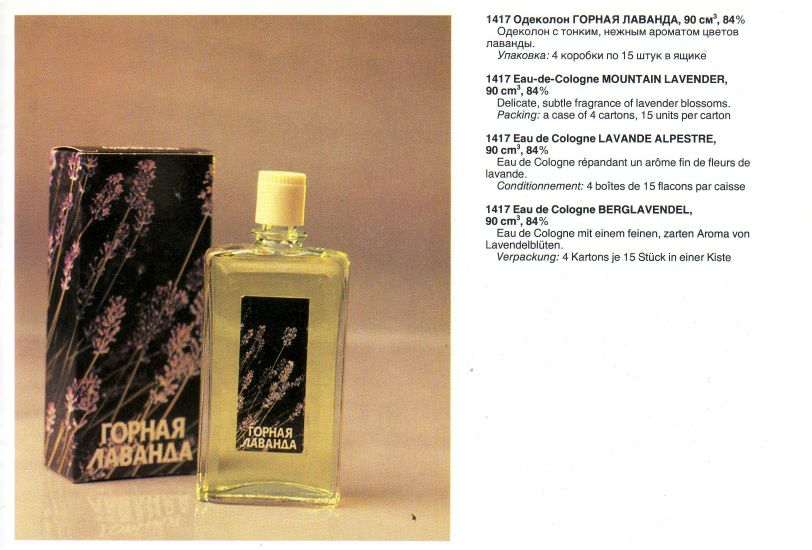 1417 Одеколон ГОРНАЯ ЛАВАНДА, 90 см³, 84%
Одеколон с тонким, нежным ароматом цветов
лаванды.
Упаковка: 4 коробки по 15 штук в ящике
1417 Eau-de-Cologne MOUNTAIN LAVENDER,
90 cm³, 84%
Delicate, subtle fragrance of lavender blossoms.
Packing: a case of 4 cartons, 15 units per carton
1417 Eau de Cologne LAVANDE ALPESTRE,
90 cm³, 84%
Eau de Cologne répandant un arôme fin de fleurs de
lavande.
Conditionnement: 4 boîtes de 15 flacons par caisse
1417 Eau de Cologne BERGLAVENDEL,
90 cm³, 84%
Eau de Cologne mit einem feinen, zarten Aroma von
Lavendelblüten.
Verpackung: 4 Kartons je 15 Stück in einer Kiste
ГОРНАЯ
ЛАВАНДА
ГОРНАЯ
ЛАВАНДА